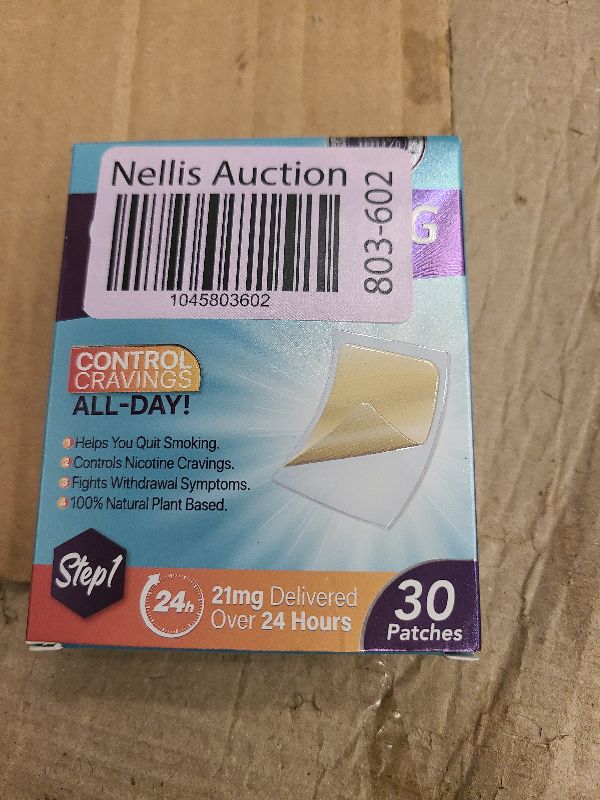 Nellis Auction
1045803602
803-602
G
CONTROL
CRAVINGS
ALL-DAY!
1 Helps You Quit Smoking.
2 Controls Nicotine Cravings.
3 Fights Withdrawal Symptoms.
4 100% Natural Plant Based.
Step1
24h
21mg Delivered
Over 24 Hours
30
Patches